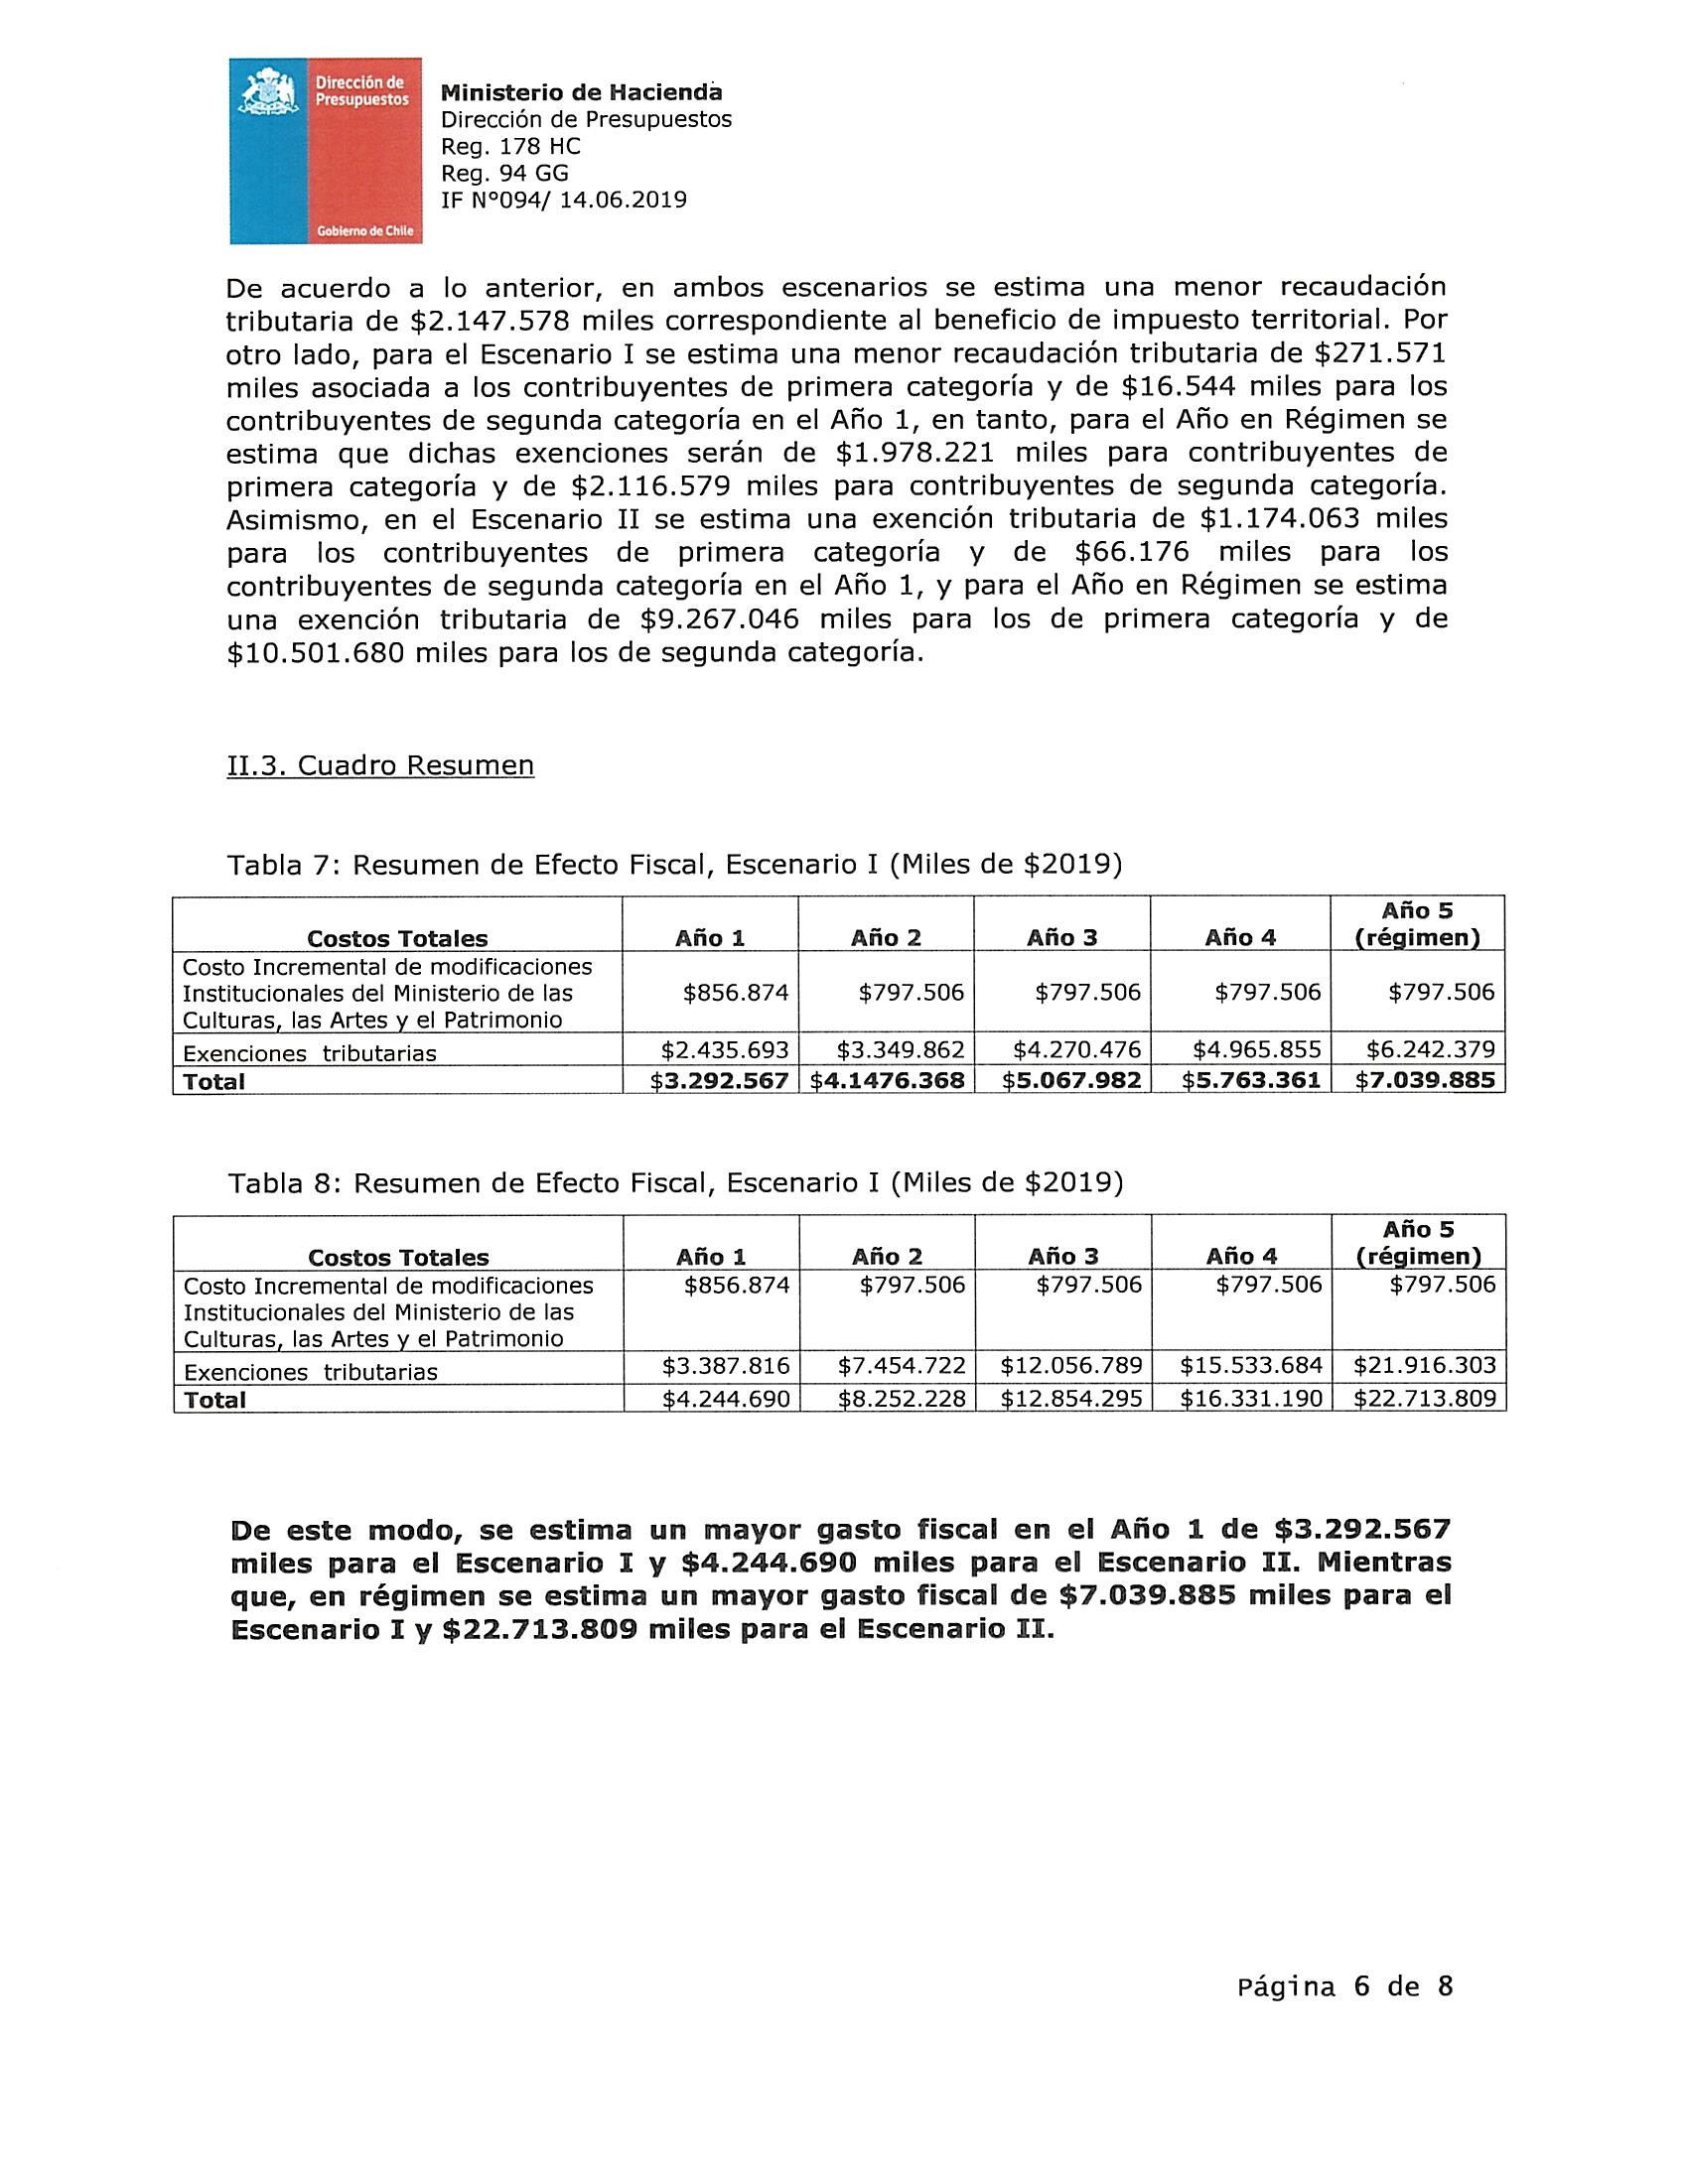 Dirección de
Presupuestos
Gobierno de Chile
Ministerio de Hacienda
Dirección de Presupuestos
Reg. 178 HC
Reg. 94 GG
IF N°094/ 14.06.2019
De acuerdo a lo anterior, en ambos escenarios se estima una menor recaudación
tributaria de $2.147.578 miles correspondiente al beneficio de impuesto territorial. Por
otro lado, para el Escenario I se estima una menor recaudación tributaria de $271.571
miles asociada a los contribuyentes de primera categoría y de $16.544 miles para los
contribuyentes de segunda categoría en el Año 1, en tanto, para el Año en Régimen se
estima que dichas exenciones serán de $1.978.221 miles para contribuyentes de
primera categoría y de $2.116.579 miles para contribuyentes de segunda categoría.
Asimismo, en el Escenario II se estima una exención tributaria de $1.174.063 miles
para los contribuyentes de primera categoría y de $66.176 miles para los
contribuyentes de segunda categoría en el Año 1, y para el Año en Régimen se estima
una exención tributaria de $9.267.046 miles para los de primera categoría y de
$10.501.680 miles para los de segunda categoría.
II.3. Cuadro Resumen
Tabla 7: Resumen de Efecto Fiscal, Escenario I (Miles de $2019)
Costos Totales Año 1 Año 2 Año 3 Año 4 Año 5
(régimen)
Costo Incremental de modificaciones
Institucionales del Ministerio de las
Culturas, las Artes y el Patrimonio
$856.874 $797.506 $797.506 $797.506 $797.506
Exenciones tributarias $2.435.693 $3.349.862 $4.270.476 $4.965.855 $6.242.379
Total $3.292.567 $4.1476.368 $5.067.982 $5.763.361 $7.039.885
Tabla 8: Resumen de Efecto Fiscal, Escenario I (Miles de $2019)
Costos Totales Año 1 Año 2 Año 3 Año 4 Año 5
(régimen)
Costo Incremental de modificaciones
Institucionales del Ministerio de las
Culturas, las Artes y el Patrimonio
$856.874 $797.506 $797.506 $797.506 $797.506
Exenciones tributarias $3.387.816 $7.454.722 $12.056.789 $15.533.684 $21.916.303
Total $4.244.690 $8.252.228 $12.854.295 $16.331.190 $22.713.809
De este modo, se estima un mayor gasto fiscal en el Año 1 de $3.292.567
miles para el Escenario I y $4.244.690 miles para el Escenario II. Mientras
que, en régimen se estima un mayor gasto fiscal de $7.039.885 miles para el
Escenario I y $22.713.809 miles para el Escenario II.
Página 6 de 8